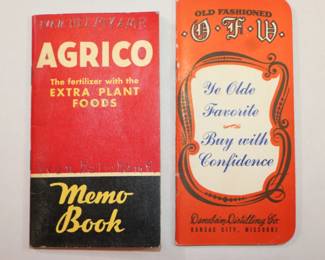 AGRICO
The fertilizer with the
EXTRA PLANT
FOODS
Memo
Book
OLD FASHIONED
O.F.W.
Ye Olde
Favorite
Buy with
Confidence
Distilling Co.
KANSAS CITY, MISSOURI